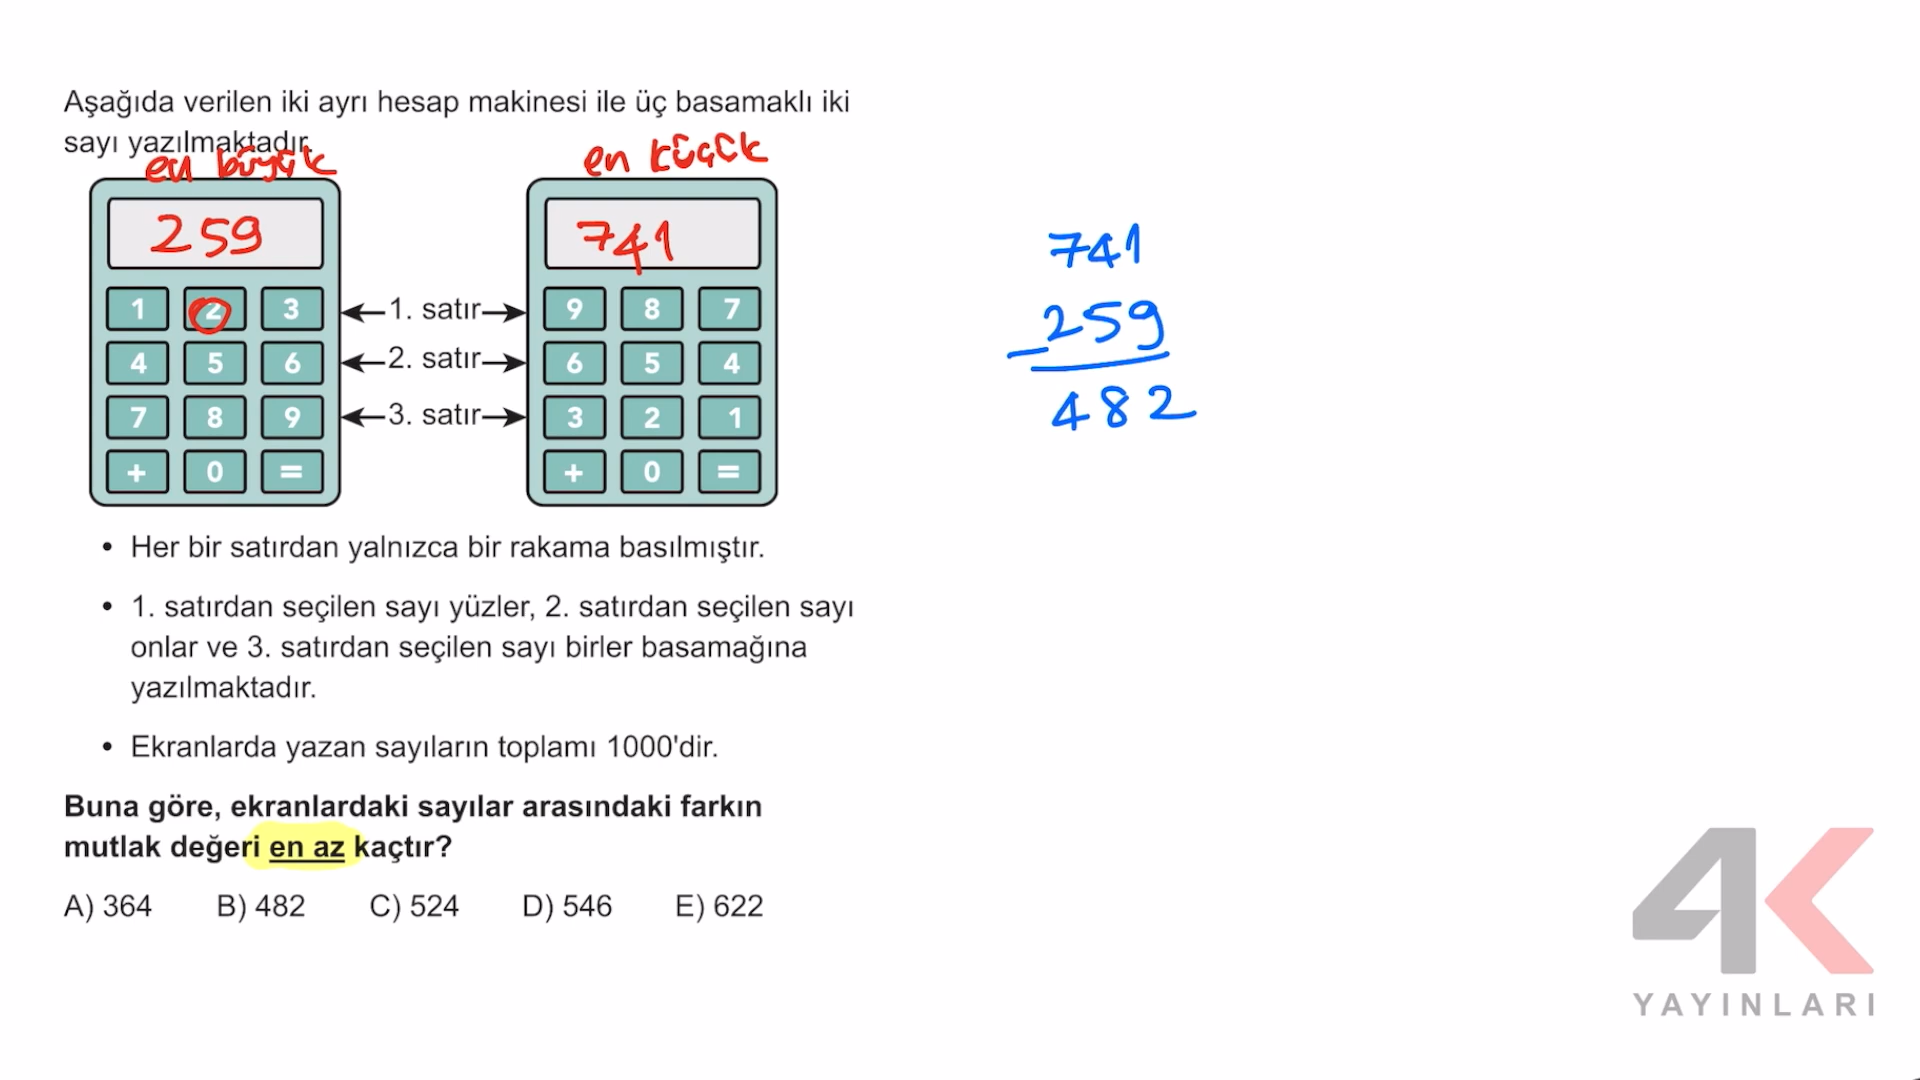 Aşağıda verilen iki ayrı hesap makinesi ile üç basamaklı iki
sayı yazılmaktadır.
en büyük
en küçük
259
741
1 2 3
←1. satır→
9 8 7
4 5 6
←2. satır→
6 5 4
7 8 9
←3. satır→
3 2 1
+ 0 =
+ 0 =
741
259
482
• Her bir satırdan yalnızca bir rakama basılmıştır.
• 1. satırdan seçilen sayı yüzler, 2. satırdan seçilen sayı
onlar ve 3. satırdan seçilen sayı birler basamağına
yazılmaktadır.
• Ekranlarda yazan sayıların toplamı 1000'dir.
Buna göre, ekranlardaki sayılar arasındaki farkın
mutlak değeri en az kaçtır?
A) 364 B) 482 C) 524 D) 546 E) 622
4K
YAYINLARI